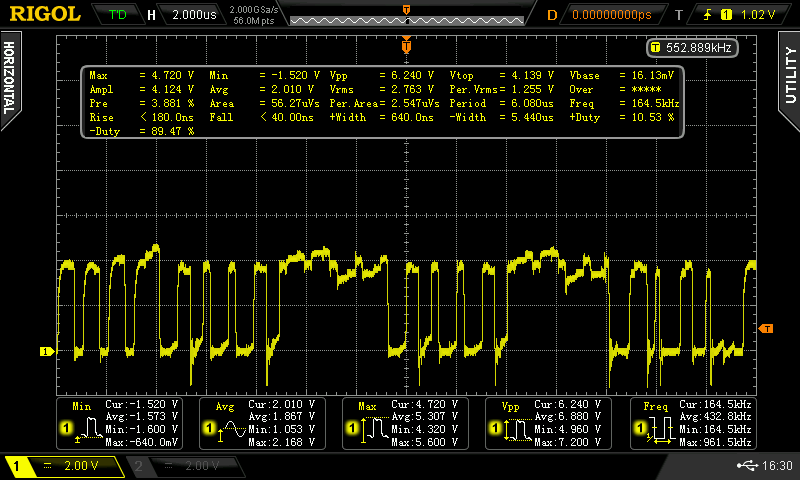 RIGOL T'D H 2.000us 2.000GSa/s D 0.00000000ps T 1 1.02 V
56.0M pts
T
T 552.889kHz
HORIZONTAL
UTILITY
Max = 4.720 V Min = -1.520 V Vpp = 6.240 V Vtop = 4.139 V Vbase = 16.13mV
Ampl = 4.124 V Avg = 2.010 V Vrms = 2.763 V Per.Vrms= 1.255 V Over = *****
Pre = 3.881 % Area = 56.27uVs Per.Area= 2.547uVs Period = 6.080us Freq = 164.5kHz
Rise < 180.0ns Fall < 40.00ns +Width = 640.0ns -Width = 5.440us +Duty = 10.53 %
-Duty = 89.47 %
T
1
Min Cur:-1.520 V Avg Cur:2.010 V Max Cur:4.720 V Vpp Cur:6.240 V Freq Cur:164.5kHz
Avg:-1.573 V Avg:1.867 V Avg:5.307 V Avg:6.880 V Avg:432.8kHz
1 Min:-1.600 V 1 Min:1.053 V 1 Min:4.320 V 1 Min:4.960 V 1 Min:164.5kHz
Max:-640.0mV Max:2.168 V Max:5.600 V Max:7.200 V Max:961.5kHz
1 2.00 V 2 2.00 V 16:30